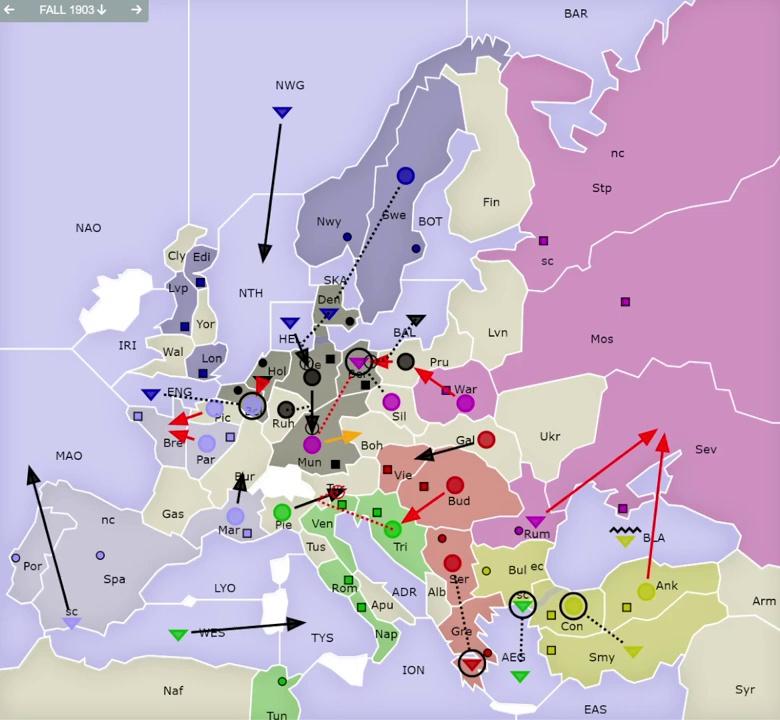 ← FALL 1903↓ →
BAR
NWG
nc
Stp
Fin
NAO
Nwy
Swe
BOT
Cly
Edi
sc
SKA
NTH
Den
Lvp
Mos
Yor
IRI
Lvn
HEL
BAL
Wal
Hol
Kie
Ber
Pru
Lon
War
ENG
Bel
Sil
Pic
Ruh
Bre
Gal
Ukr
Par
Boh
Sev
MAO
Mun
Vie
Bur
Tyr
Bud
Gas
nc
Pie
Ven
Mar
Rum
Tri
BLA
Por
Spa
Tus
Bul
ec
Ser
LYO
Rom
ADR
Alb
sc
Ank
Arm
Apu
sc
Con
WES
Gre
TYS
Nap
AEG
Smy
ION
Naf
Syr
Tun
EAS